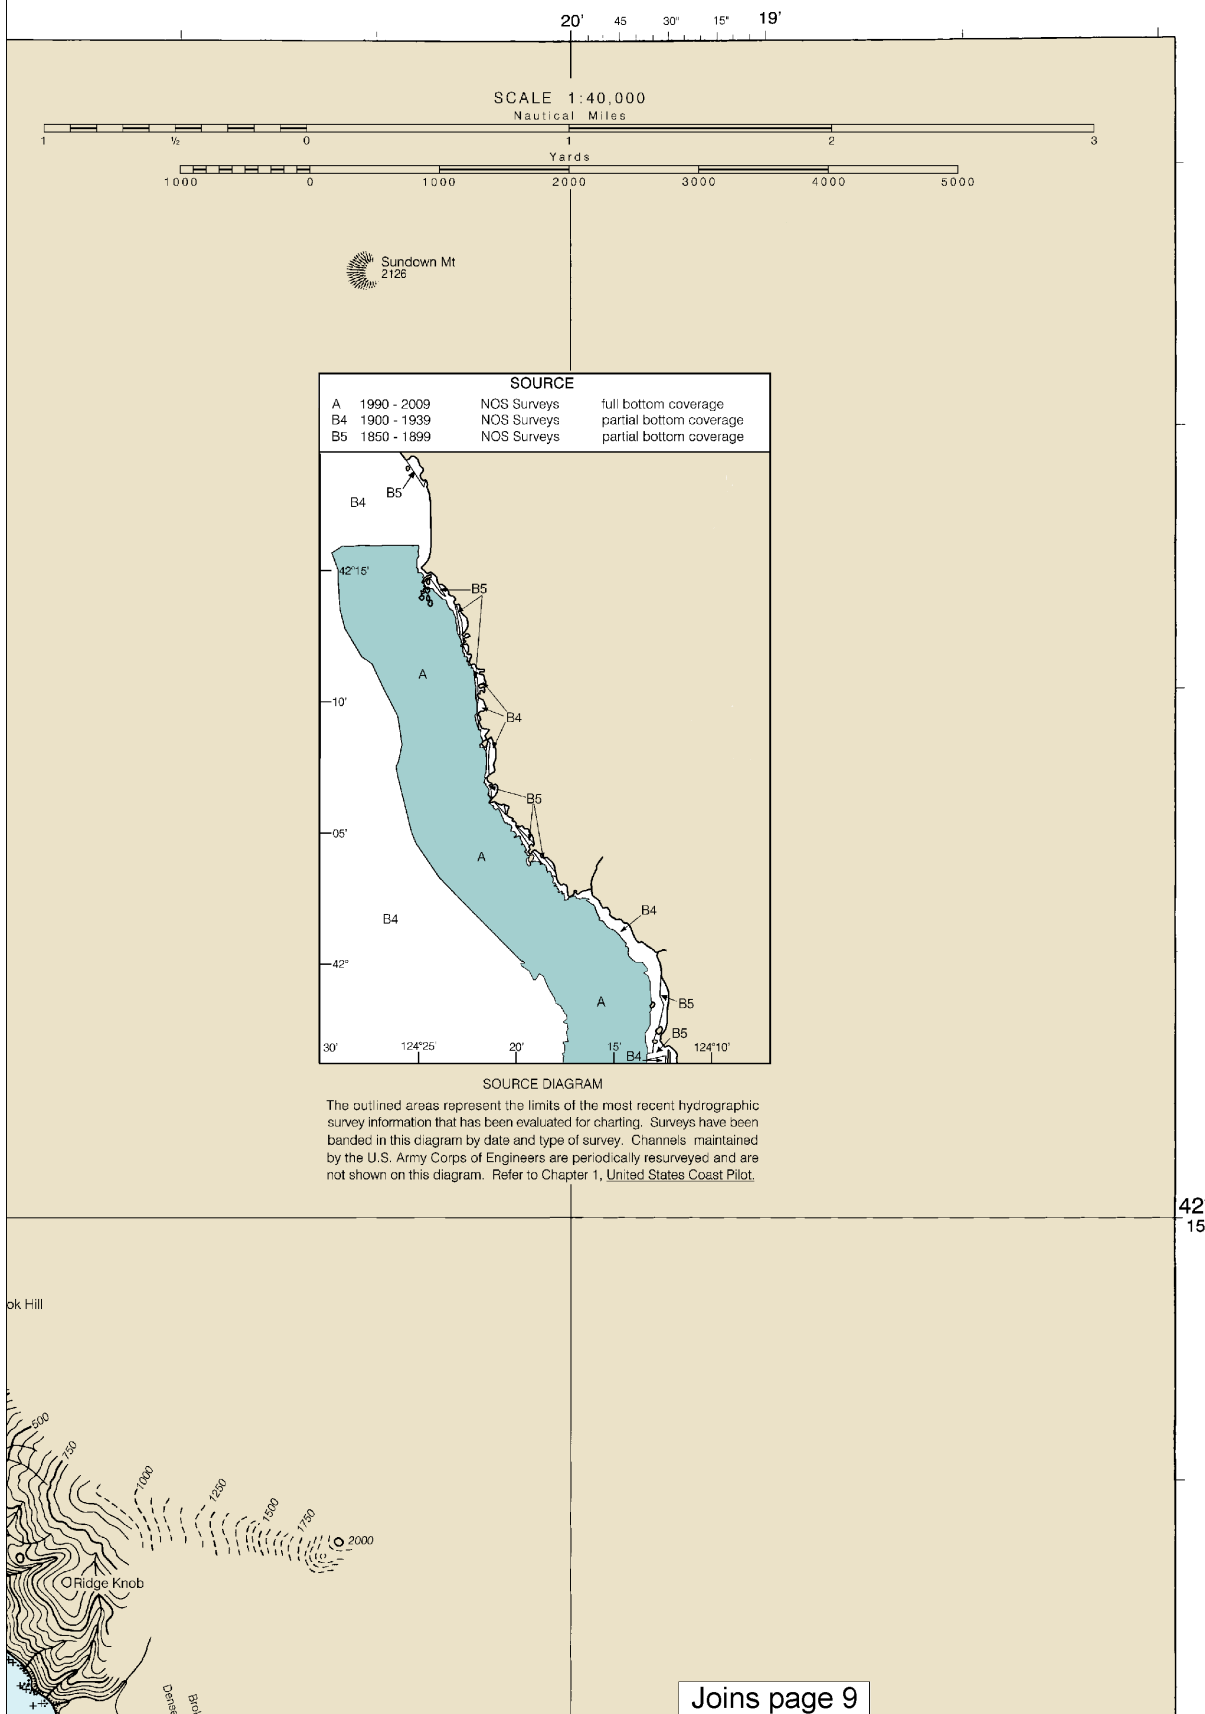 20' 45 30" 15" 19'
SCALE 1:40,000
Nautical Miles
1 ½ 0 1 2 3
Yards
1000 0 1000 2000 3000 4000 5000
Sundown Mt
2126
SOURCE
A 1990 - 2009 NOS Surveys full bottom coverage
B4 1900 - 1939 NOS Surveys partial bottom coverage
B5 1850 - 1899 NOS Surveys partial bottom coverage
B5
B4
42°15'
B5
A
10'
B4
B5
05'
A
B4
B4
42°
A
B5
B5
30' 124°25' 20' 15' 124°10'
B4
SOURCE DIAGRAM
The outlined areas represent the limits of the most recent hydrographic
survey information that has been evaluated for charting. Surveys have been
banded in this diagram by date and type of survey. Channels maintained
by the U.S. Army Corps of Engineers are periodically resurveyed and are
not shown on this diagram. Refer to Chapter 1, United States Coast Pilot.
42
15
ok Hill
500
750
1000
1250
1500
1750
2000
Ridge Knob
Dense
Brok
Joins page 9